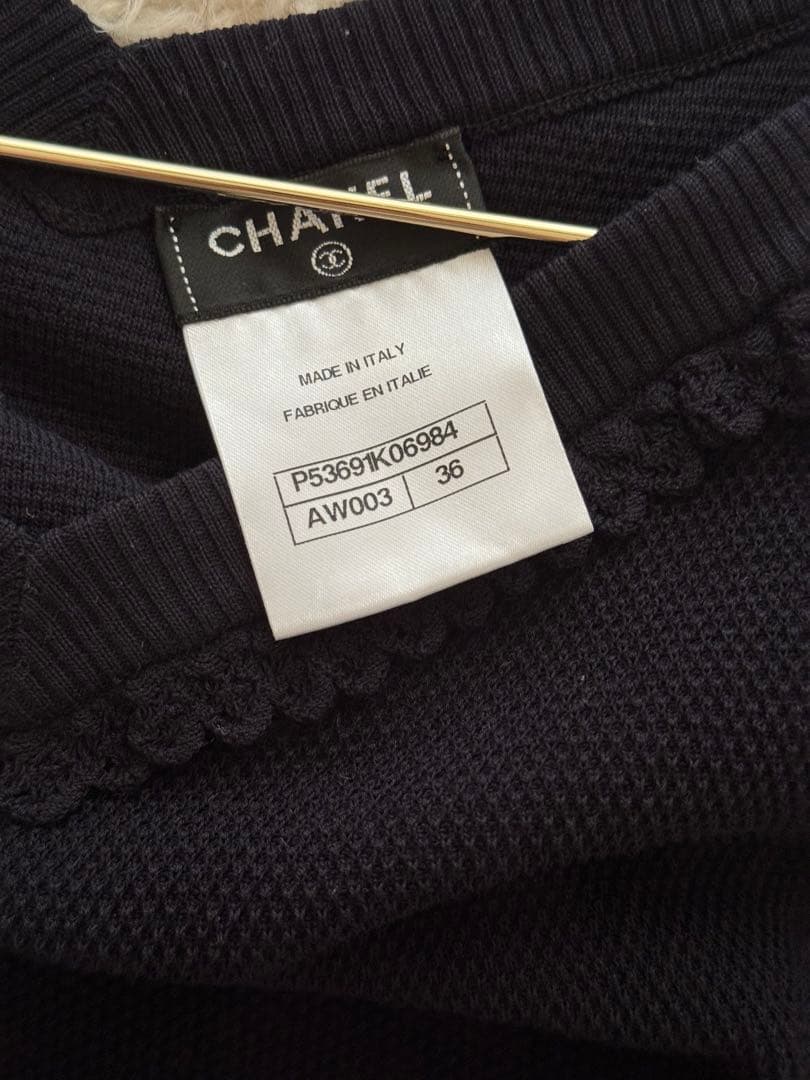 CHANEL
MADE IN ITALY
FABRIQUE EN ITALIE
P53691K06984
AW003 36